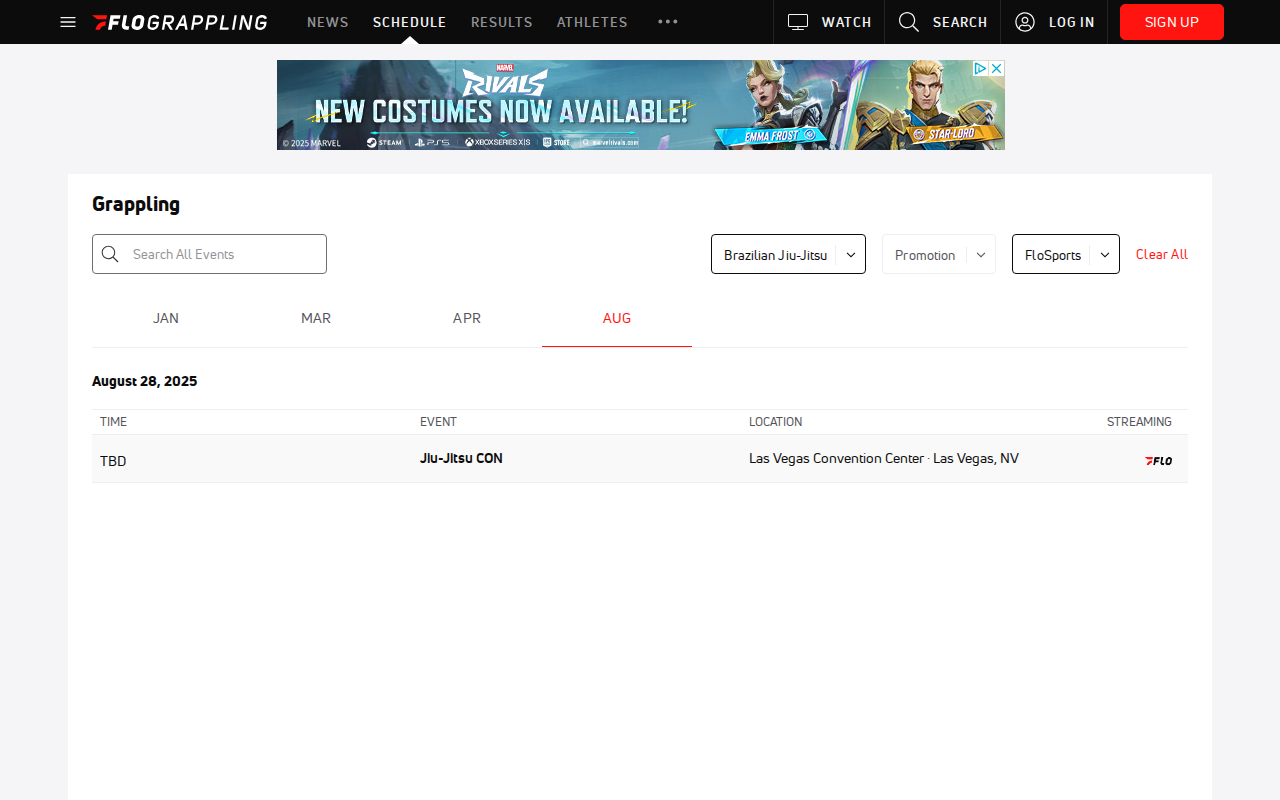 FLOGRAPPLING
NEWS
SCHEDULE
RESULTS
ATHLETES
WATCH
SEARCH
LOG IN
SIGN UP
MARVEL
RIVALS
NEW COSTUMES NOW AVAILABLE!
© 2025 MARVEL
STEAM
PS5
XBOX SERIES X|S
STORE
marvelrivals.com
EMMA FROST
STAR-LORD
Grappling
Search All Events
Brazilian Jiu-Jitsu
Promotion
FloSports
Clear All
JAN
MAR
APR
AUG
August 28, 2025
TIME
EVENT
LOCATION
STREAMING
TBD
Jiu-Jitsu CON
Las Vegas Convention Center · Las Vegas, NV
FLO